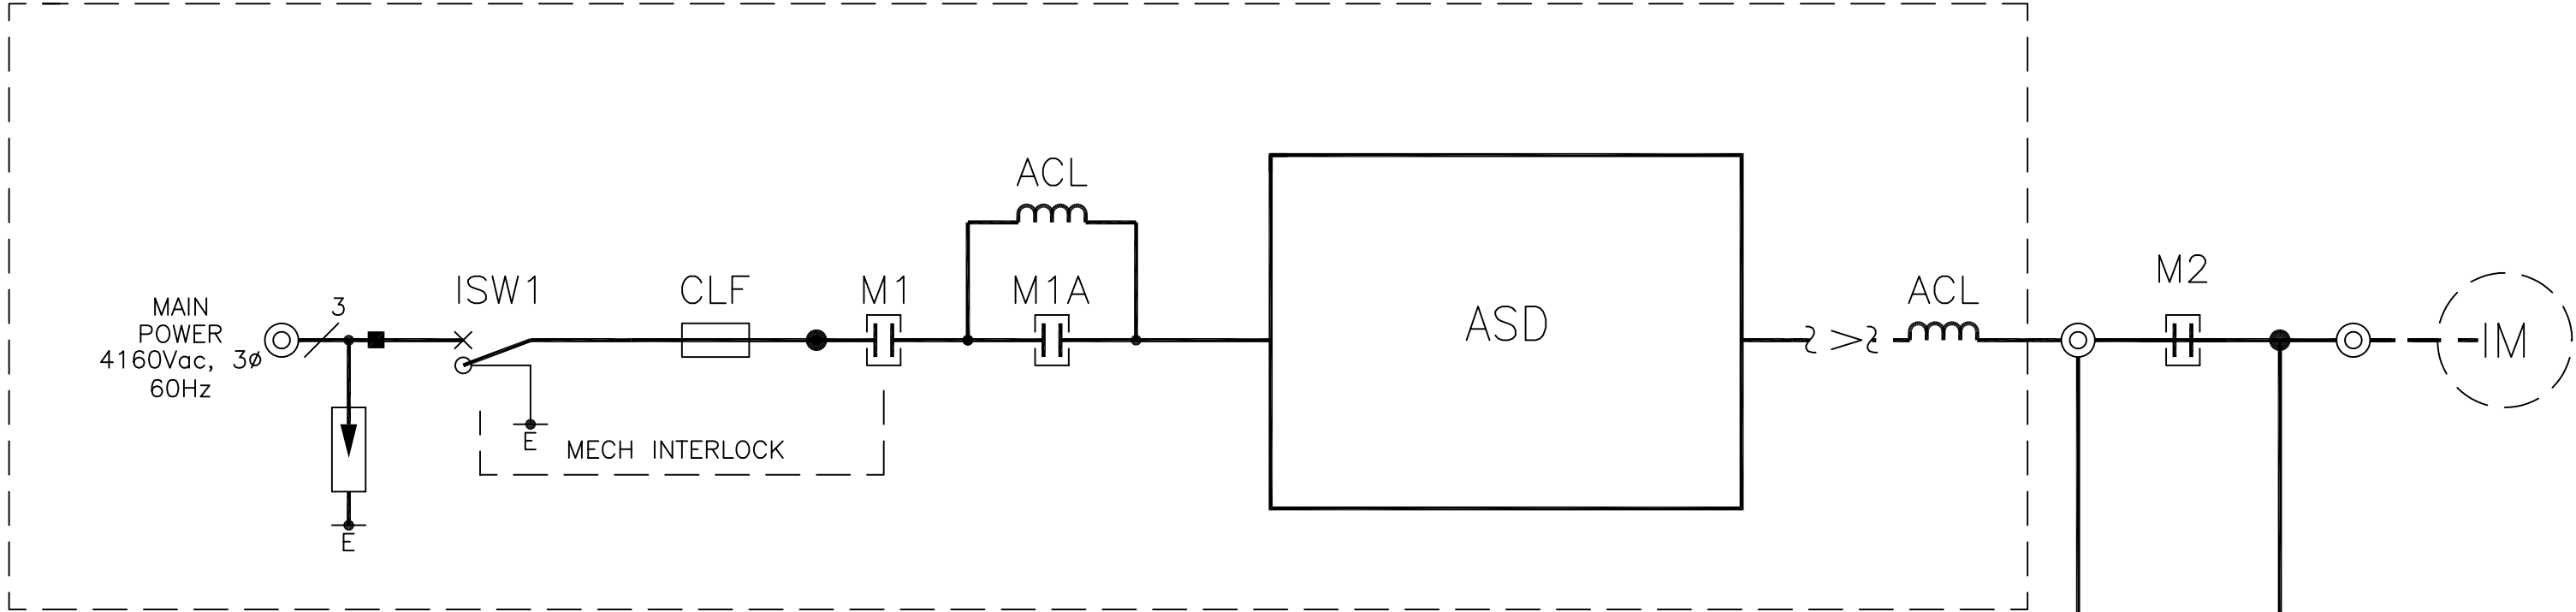 ACL
ISW1
CLF
M1
M1A
ACL
M2
MAIN
POWER
4160Vac, 3ø
60Hz
3
ASD
IM
E
MECH INTERLOCK
E